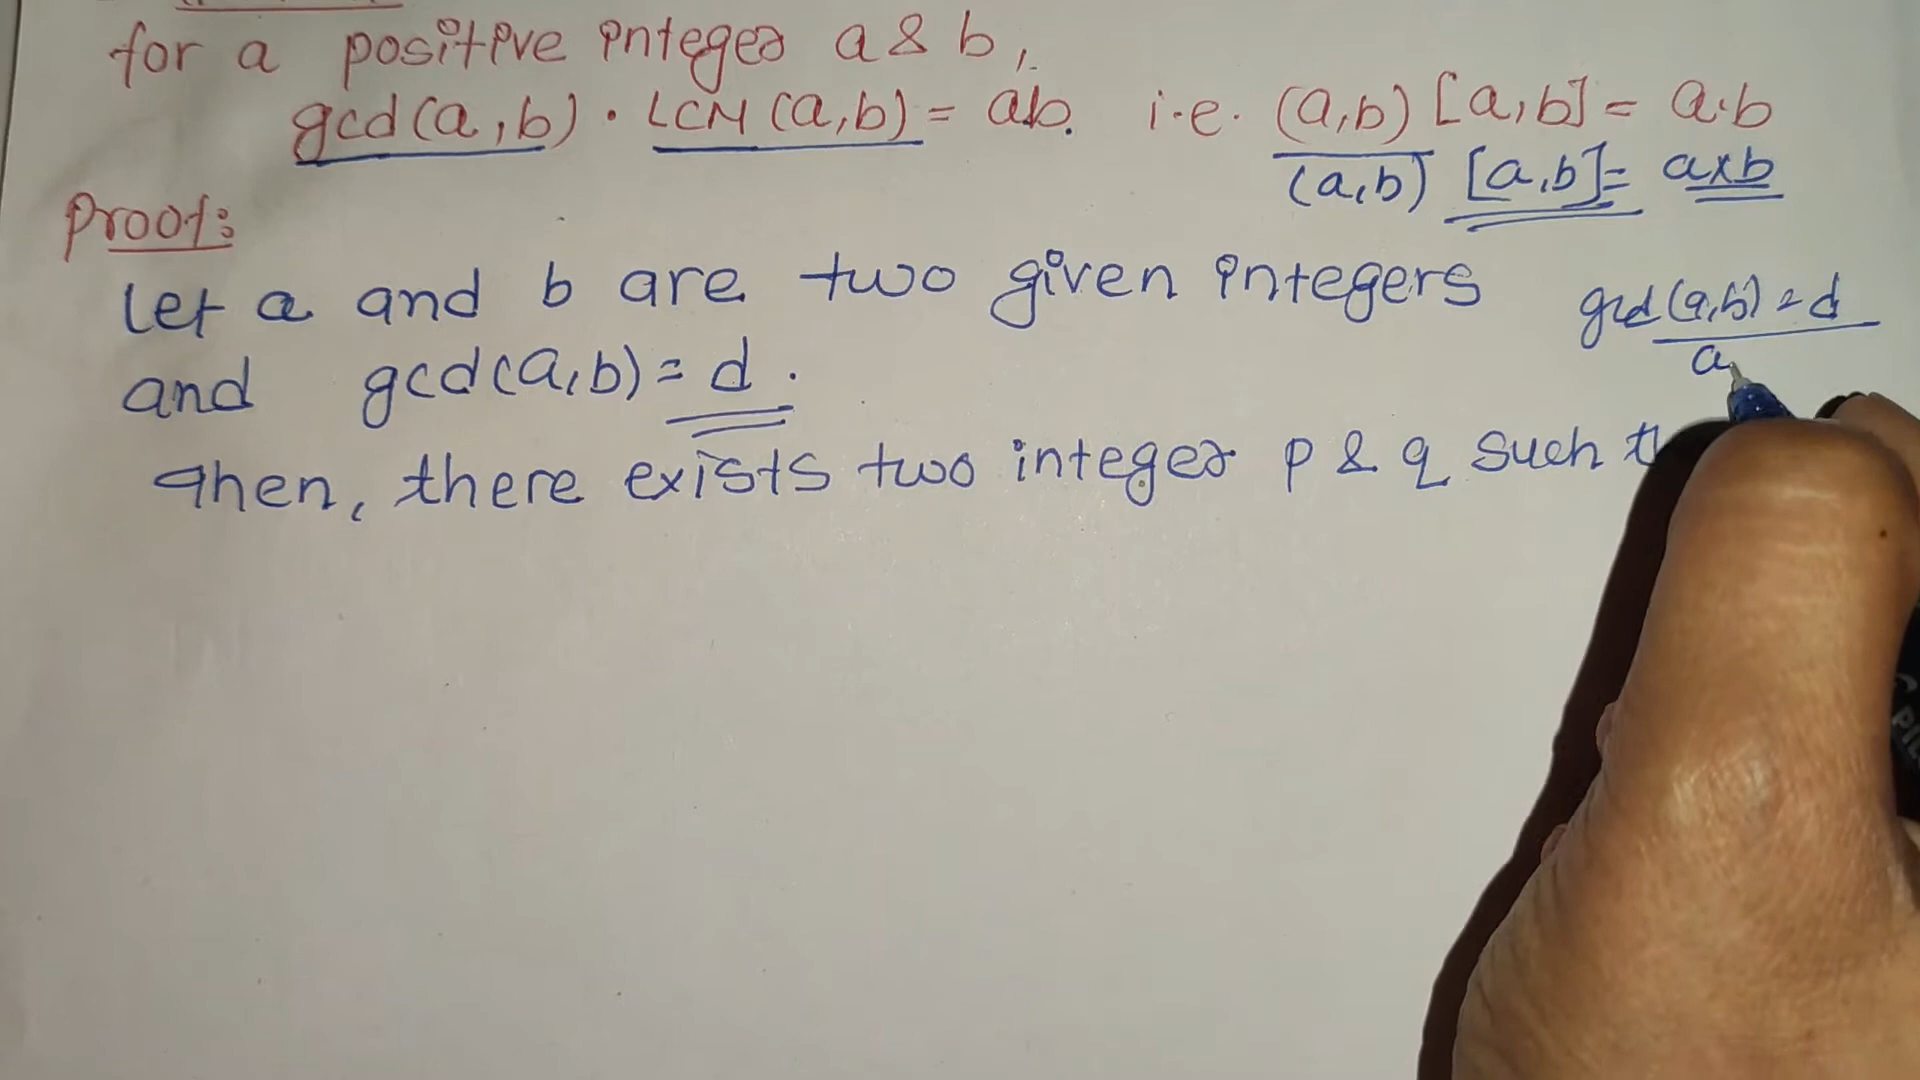 for a positive integer a & b,
gcd(a,b) · LCM (a,b) = ab. i.e. (a,b) [a,b] = a·b
(a,b) [a,b] = a×b
Proof:
Let a and b are two given integers
gcd(a,b) = d
and gcd(a,b) = d.
a
Then, there exists two integer p & q such